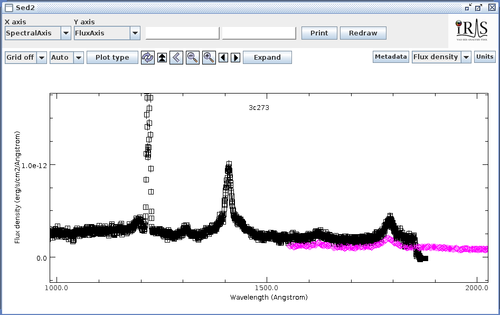 Sed2
X axis
Y axis
SpectralAxis
FluxAxis
Print
Redraw
iRIS
Grid off
Auto
Plot type
Expand
Metadata
Flux density
Units
3c273
Flux density (erg/s/cm2/Angstrom)
1.0e-12
0.0
1000.0
1500.0
2000.0
Wavelength (Angstrom)